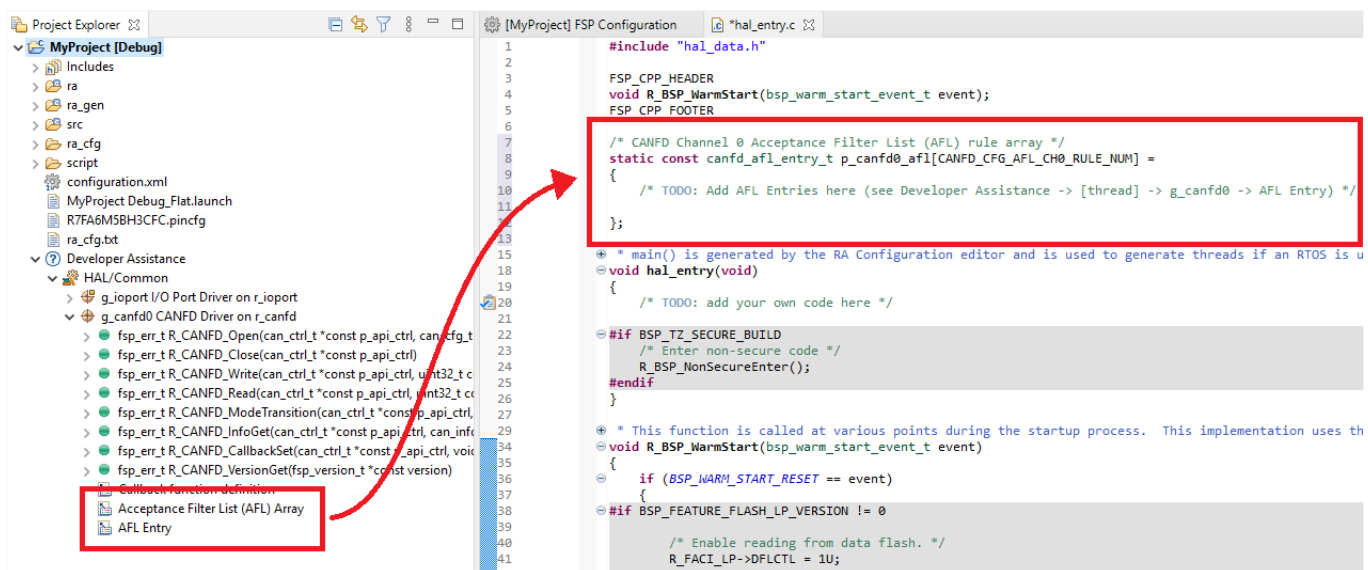 Project Explorer
MyProject [Debug]
Includes
ra
ra_gen
src
ra_cfg
script
configuration.xml
MyProject Debug_Flat.launch
R7FA6M5BH3CFC.pincfg
ra_cfg.txt
Developer Assistance
HAL/Common
g_ioport I/O Port Driver on r_ioport
g_canfd0 CANFD Driver on r_canfd
fsp_err_t R_CANFD_Open(can_ctrl_t *const p_api_ctrl, can_cfg_t
fsp_err_t R_CANFD_Close(can_ctrl_t *const p_api_ctrl)
fsp_err_t R_CANFD_Write(can_ctrl_t *const p_api_ctrl, uint32_t c
fsp_err_t R_CANFD_Read(can_ctrl_t *const p_api_ctrl, uint32_t co
fsp_err_t R_CANFD_ModeTransition(can_ctrl_t *const p_api_ctrl,
fsp_err_t R_CANFD_InfoGet(can_ctrl_t *const p_api_ctrl, can_info
fsp_err_t R_CANFD_CallbackSet(can_ctrl_t *const p_api_ctrl, void
fsp_err_t R_CANFD_VersionGet(fsp_version_t *const version)
Callback function definition
Acceptance Filter List (AFL) Array
AFL Entry
[MyProject] FSP Configuration
*hal_entry.c
1 #include "hal_data.h"
2
3 FSP_CPP_HEADER
4 void R_BSP_WarmStart(bsp_warm_start_event_t event);
5 FSP_CPP_FOOTER
6
7 /* CANFD Channel 0 Acceptance Filter List (AFL) rule array */
8 static const canfd_afl_entry_t p_canfd0_afl[CANFD_CFG_AFL_CH0_RULE_NUM] =
9 {
10 /* TODO: Add AFL Entries here (see Developer Assistance -> [thread] -> g_canfd0 -> AFL Entry) */
11
12 };
13
15 * main() is generated by the RA Configuration editor and is used to generate threads if an RTOS is u
18 void hal_entry(void)
19 {
20 /* TODO: add your own code here */
21
22 #if BSP_TZ_SECURE_BUILD
23 /* Enter non-secure code */
24 R_BSP_NonSecureEnter();
25 #endif
26 }
27
29 * This function is called at various points during the startup process. This implementation uses th
34 void R_BSP_WarmStart(bsp_warm_start_event_t event)
35 {
36 if (BSP_WARM_START_RESET == event)
37 {
38 #if BSP_FEATURE_FLASH_LP_VERSION != 0
39
40 /* Enable reading from data flash. */
41 R_FACI_LP->DFLCTL = 1U;